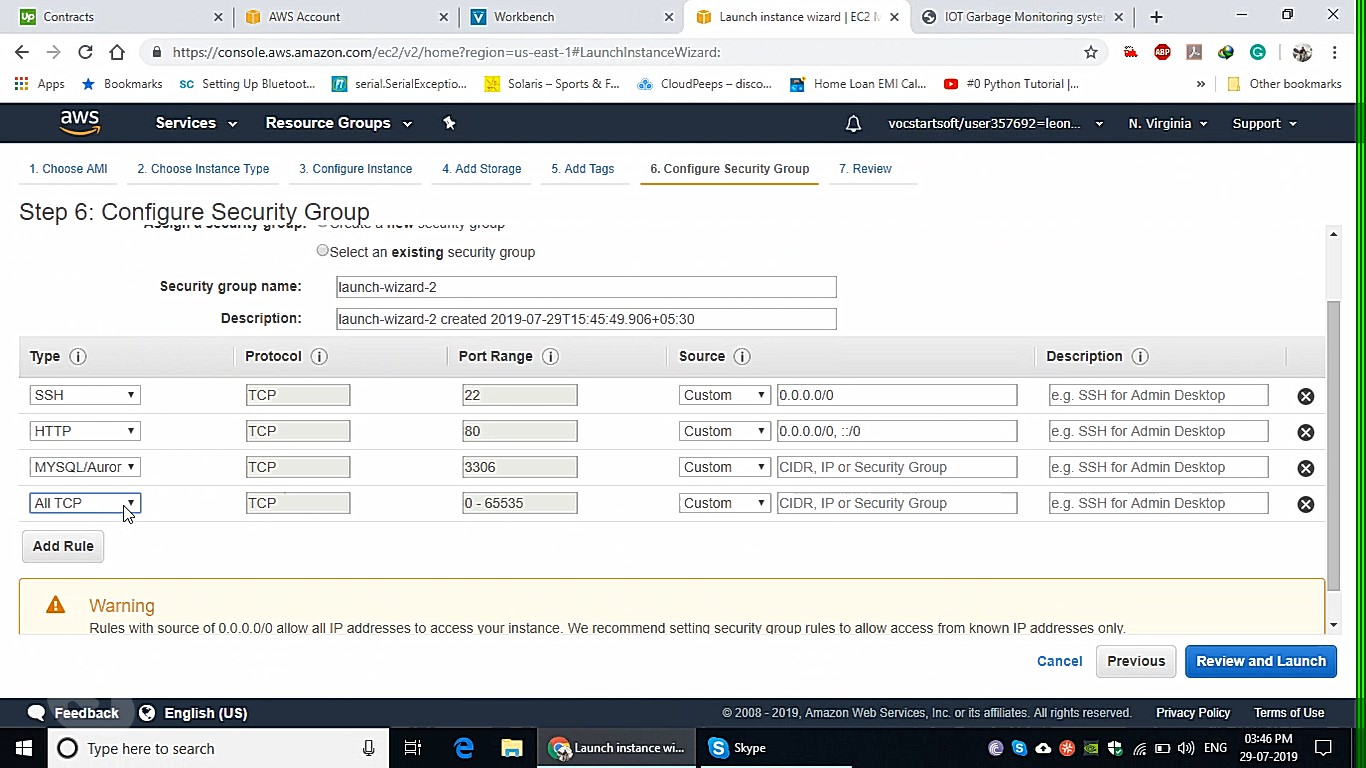 Contracts
AWS Account
Workbench
Launch instance wizard | EC2 M
IOT Garbage Monitoring syste
https://console.aws.amazon.com/ec2/v2/home?region=us-east-1#LaunchInstanceWizard:
Apps
Bookmarks
SC Setting Up Bluetoot...
serial.SerialExceptio...
Solaris – Sports & F...
CloudPeeps – disco...
Home Loan EMI Cal...
#0 Python Tutorial |...
»
Other bookmarks
aws
Services
Resource Groups
vocstartsoft/user357692=leon...
N. Virginia
Support
1. Choose AMI
2. Choose Instance Type
3. Configure Instance
4. Add Storage
5. Add Tags
6. Configure Security Group
7. Review
Step 6: Configure Security Group
Assign a security group: Create a new security group
Select an existing security group
Security group name: launch-wizard-2
Description: launch-wizard-2 created 2019-07-29T15:45:49.906+05:30
Type i Protocol i Port Range i Source i Description i
SSH TCP 22 Custom 0.0.0.0/0 e.g. SSH for Admin Desktop
HTTP TCP 80 Custom 0.0.0.0/0, ::/0 e.g. SSH for Admin Desktop
MYSQL/Auror TCP 3306 Custom CIDR, IP or Security Group e.g. SSH for Admin Desktop
All TCP TCP 0 - 65535 Custom CIDR, IP or Security Group e.g. SSH for Admin Desktop
Add Rule
Warning
Rules with source of 0.0.0.0/0 allow all IP addresses to access your instance. We recommend setting security group rules to allow access from known IP addresses only.
Cancel
Previous
Review and Launch
Feedback
English (US)
© 2008 - 2019, Amazon Web Services, Inc. or its affiliates. All rights reserved.
Privacy Policy
Terms of Use
Type here to search
Launch instance wi...
Skype
ENG
03:46 PM
29-07-2019